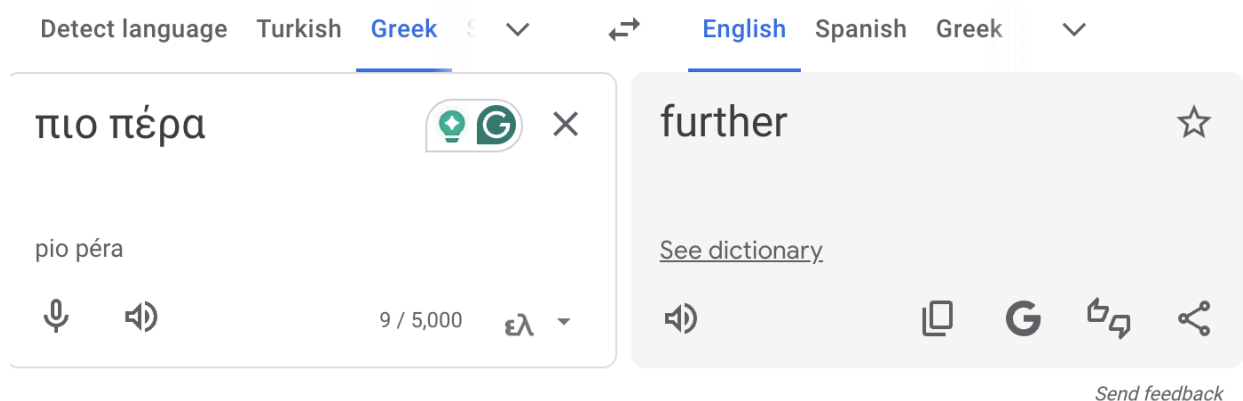 Detect language Turkish Greek
English Spanish Greek
πιο πέρα
further
pio péra
See dictionary
9 / 5,000
ελ
Send feedback